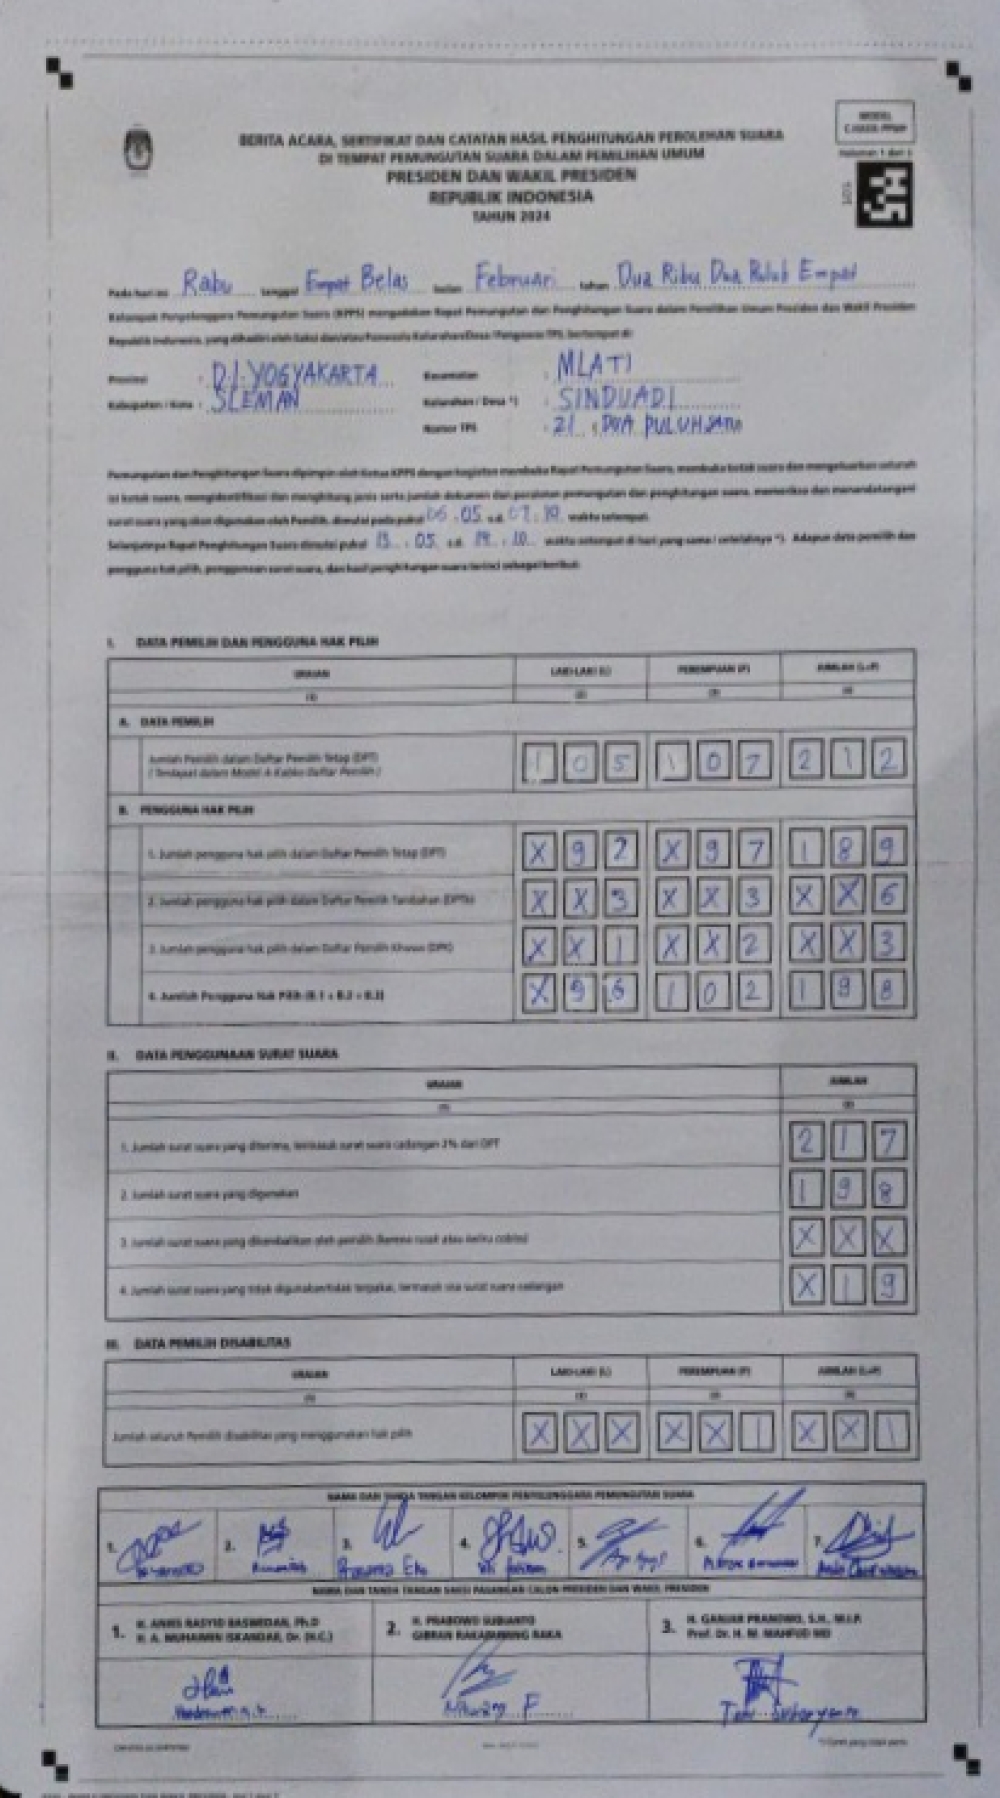 MODEL
C.HASIL-PPWP
Halaman 1 dari 3
BERITA ACARA, SERTIFIKAT DAN CATATAN HASIL PENGHITUNGAN PEROLEHAN SUARA
DI TEMPAT PEMUNGUTAN SUARA DALAM PEMILIHAN UMUM
PRESIDEN DAN WAKIL PRESIDEN
REPUBLIK INDONESIA
TAHUN 2024
Pada hari ini Rabu tanggal Empat Belas bulan Februari tahun Dua Ribu Dua Puluh Empat
Kelompok Penyelenggara Pemungutan Suara (KPPS) mengadakan Rapat Pemungutan dan Penghitungan Suara dalam Pemilihan Umum Presiden dan Wakil Presiden
Republik Indonesia, yang dihadiri oleh Saksi dan/atau Panwaslu Kelurahan/Desa/Pengawas TPS, bertempat di:
Provinsi : D.I. YOGYAKARTA Kecamatan : MLATI
Kabupaten / Kota : SLEMAN Kelurahan / Desa *) : SINDUADI
Nomor TPS : 21 (DUA PULUH SATU
Pemungutan dan Penghitungan Suara dipimpin oleh Ketua KPPS dengan kegiatan membuka Rapat Pemungutan Suara, membuka kotak suara dan mengeluarkan seluruh
isi kotak suara, mengidentifikasi dan menghitung jenis serta jumlah dokumen dan peralatan pemungutan dan penghitungan suara, memeriksa dan menandatangani
surat suara yang akan digunakan oleh Pemilih, dimulai pada pukul 06.05 s.d. 07.10 waktu setempat.
Selanjutnya Rapat Penghitungan Suara dimulai pukul 13.05 s.d. 19.10 waktu setempat di hari yang sama / setelahnya *). Adapun data pemilih dan
pengguna hak pilih, penggunaan surat suara, dan hasil penghitungan suara terinci sebagai berikut:
I. DATA PEMILIH DAN PENGGUNA HAK PILIH
URAIAN LAKI-LAKI (L) PEREMPUAN (P) JUMLAH (L+P)
(1) (2) (3) (4)
A. DATA PEMILIH
Jumlah Pemilih dalam Daftar Pemilih Tetap (DPT) 1 0 5 1 0 7 2 1 2
(Terdapat dalam Model A-Kabko Daftar Pemilih)
B. PENGGUNA HAK PILIH
1. Jumlah pengguna hak pilih dalam Daftar Pemilih Tetap (DPT) X 9 2 X 9 7 1 8 9
2. Jumlah pengguna hak pilih dalam Daftar Pemilih Tambahan (DPTb) X X 3 X X 3 X X 6
3. Jumlah pengguna hak pilih dalam Daftar Pemilih Khusus (DPK) X X 1 X X 2 X X 3
4. Jumlah Pengguna Hak Pilih (B.1 + B.2 + B.3) X 9 6 1 0 2 1 9 8
II. DATA PENGGUNAAN SURAT SUARA
URAIAN JUMLAH
(1) (2)
1. Jumlah surat suara yang diterima, termasuk surat suara cadangan 2% dari DPT 2 1 7
2. Jumlah surat suara yang digunakan 1 9 8
3. Jumlah surat suara yang dikembalikan oleh pemilih karena rusak atau keliru coblos X X X
4. Jumlah surat suara yang tidak digunakan/tidak terpakai, termasuk sisa surat suara cadangan X 1 9
III. DATA PEMILIH DISABILITAS
URAIAN LAKI-LAKI (L) PEREMPUAN (P) JUMLAH (L+P)
(1) (2) (3) (4)
Jumlah seluruh Pemilih disabilitas yang menggunakan hak pilih X X X X X 1 X X 1
NAMA DAN TANDA TANGAN KELOMPOK PENYELENGGARA PEMUNGUTAN SUARA
1. 2. 3. 4. 5. 6. 7.
NAMA DAN TANDA TANGAN SAKSI PASANGAN CALON PRESIDEN DAN WAKIL PRESIDEN
1. H. ANIES RASYID BASWEDAN, Ph.D 2. H. PRABOWO SUBIANTO 3. H. GANJAR PRANOWO, S.H., M.I.P.
H. A. MUHAIMIN ISKANDAR, Dr. (H.C.) GIBRAN RAKABUMING RAKA Prof. Dr. H. M. MAHFUD MD
*) Coret yang tidak perlu